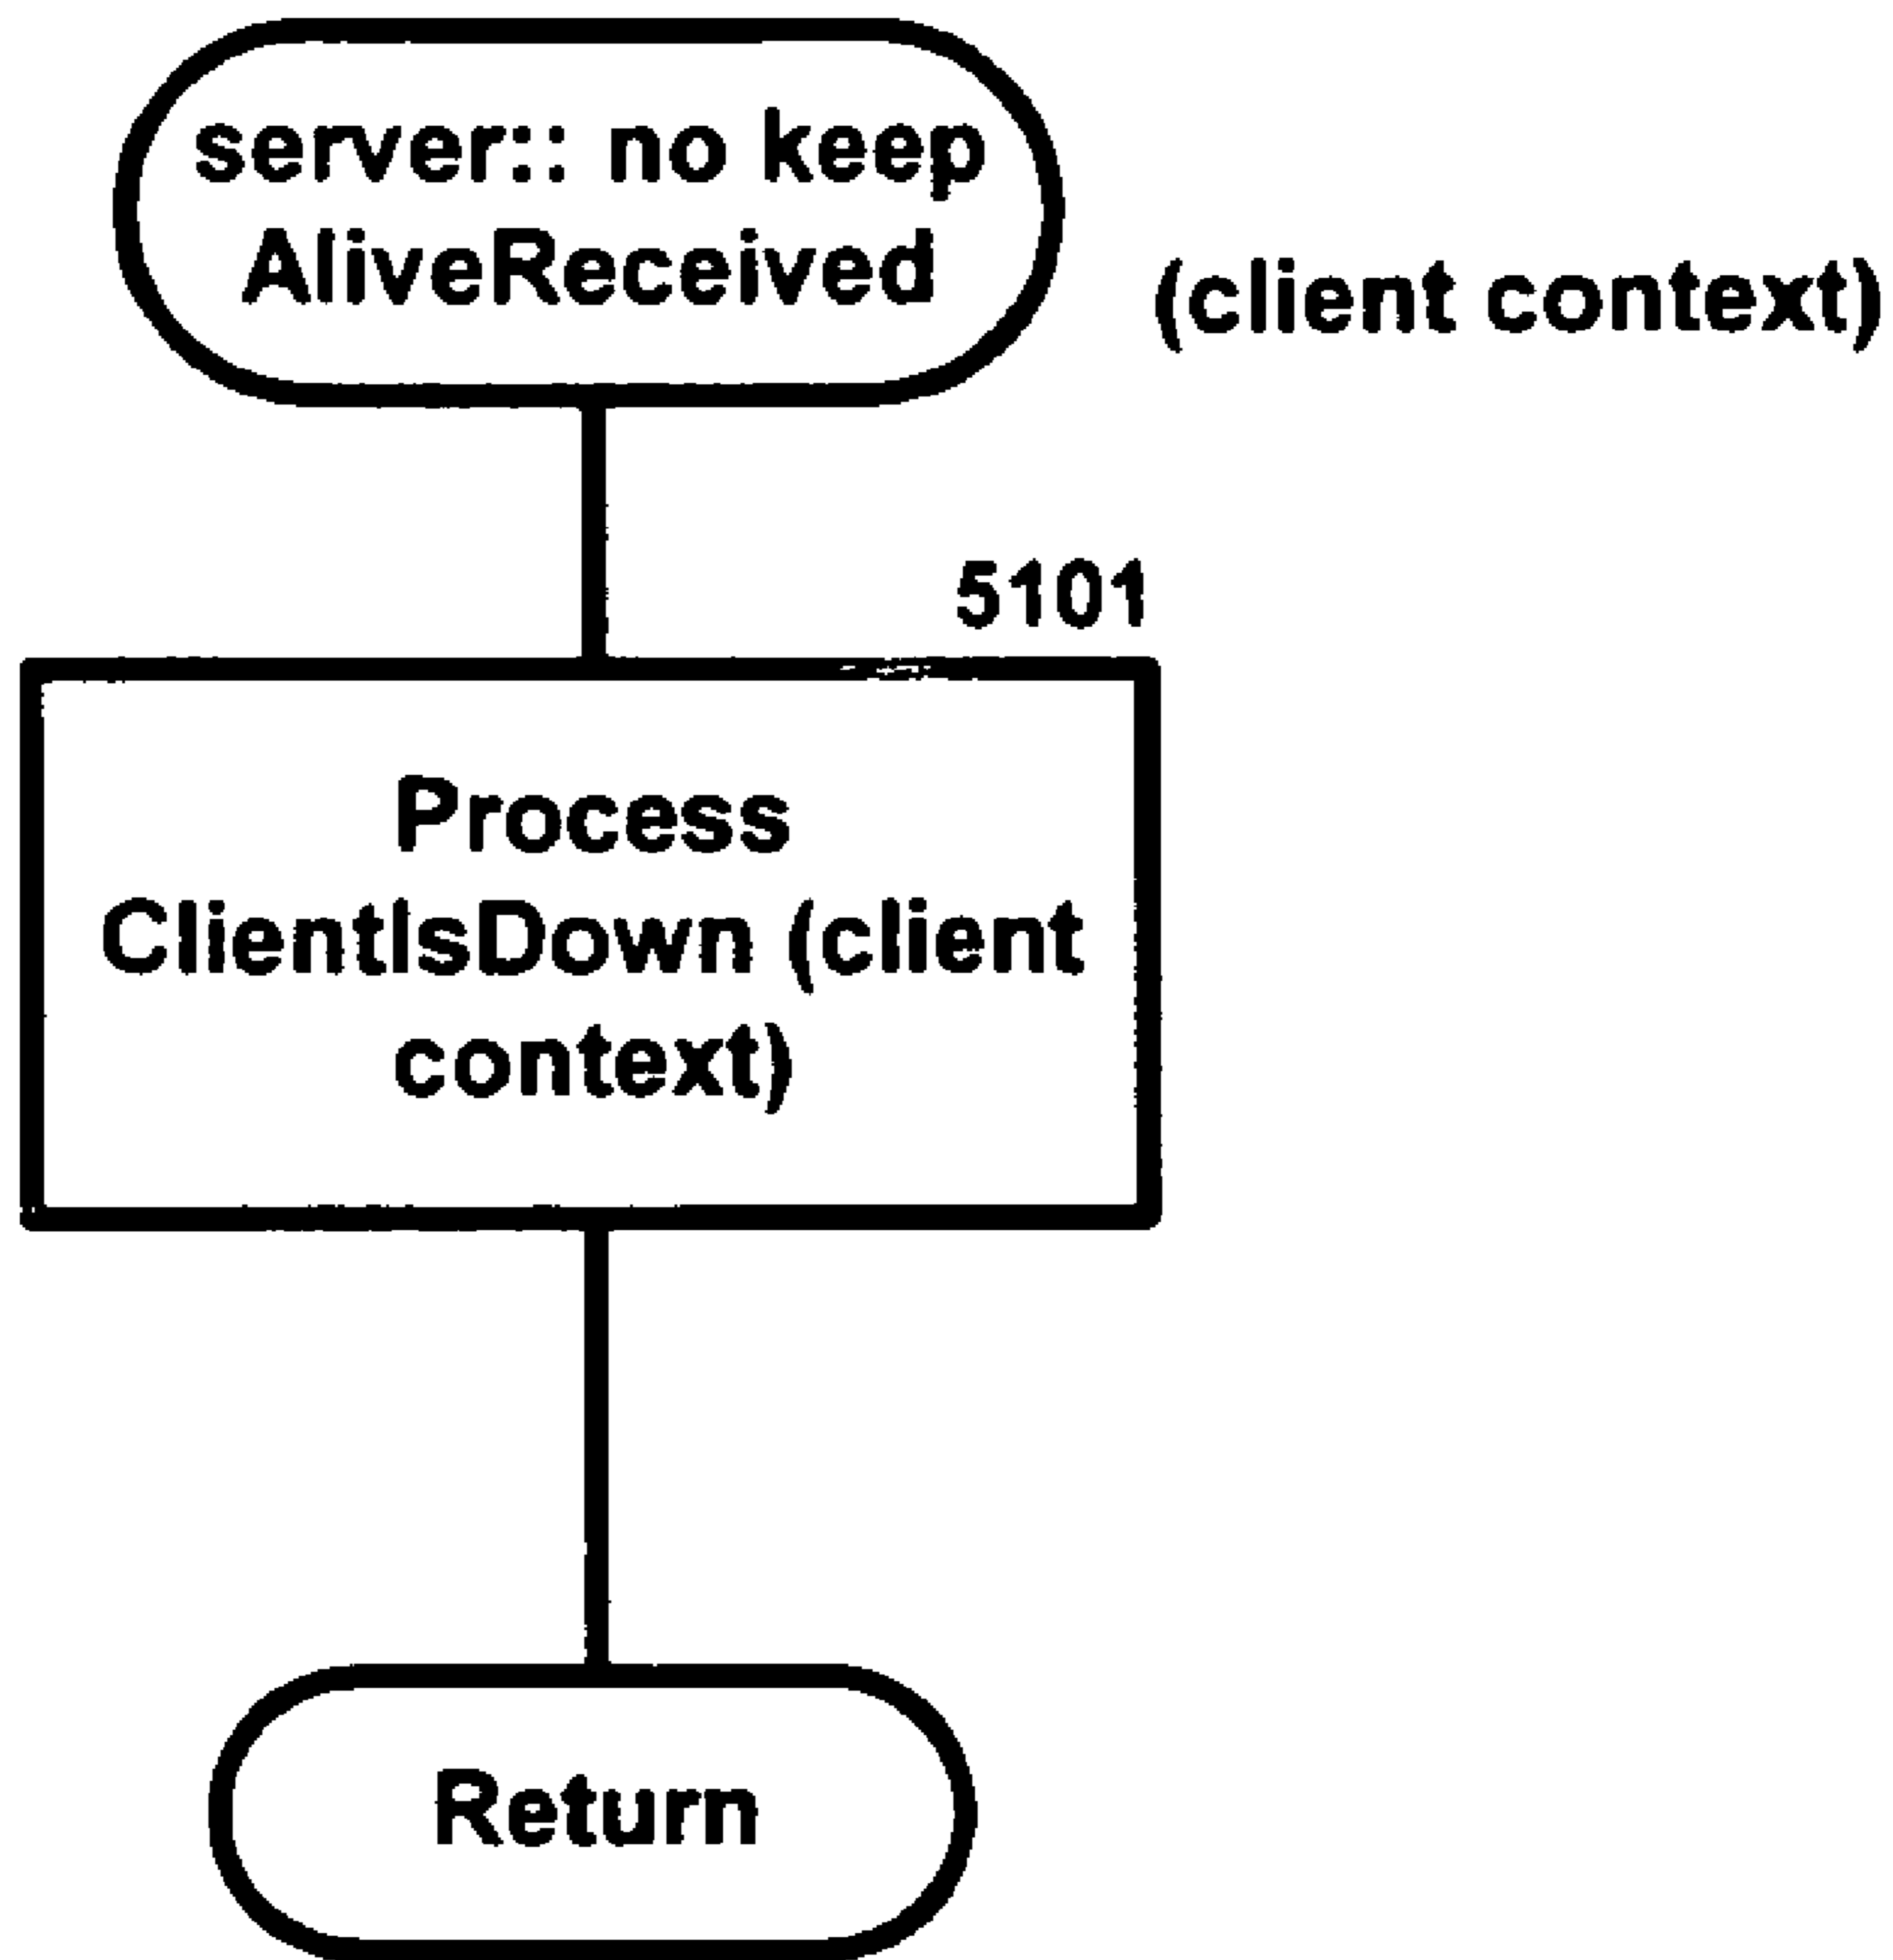 server:: no keep
AliveReceived
(client context)
5101
Process
ClientIsDown (client
context)
Return